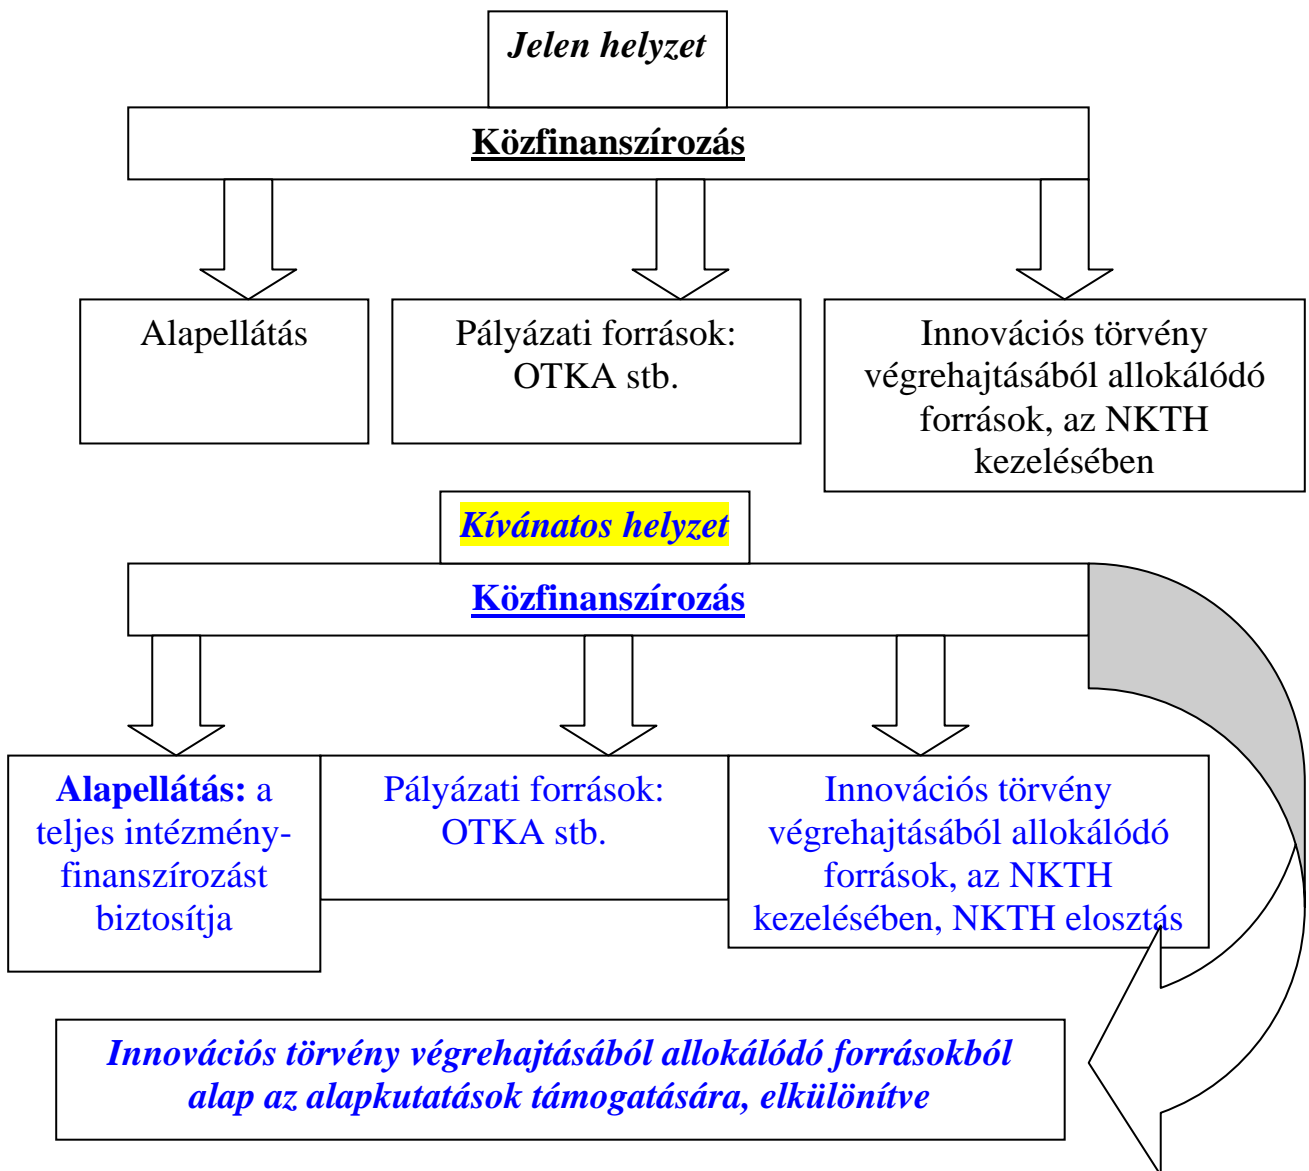 Jelen helyzet
Közfinanszírozás
Alapellátás
Pályázati források:
OTKA stb.
Innovációs törvény
végrehajtásából allokálódó
források, az NKTH
kezelésében
Kívánatos helyzet
Közfinanszírozás
Alapellátás: a
teljes intézmény-
finanszírozást
biztosítja
Pályázati források:
OTKA stb.
Innovációs törvény
végrehajtásából allokálódó
források, az NKTH
kezelésében, NKTH elosztás
Innovációs törvény végrehajtásából allokálódó forrásokból
alap az alapkutatások támogatására, elkülönítve